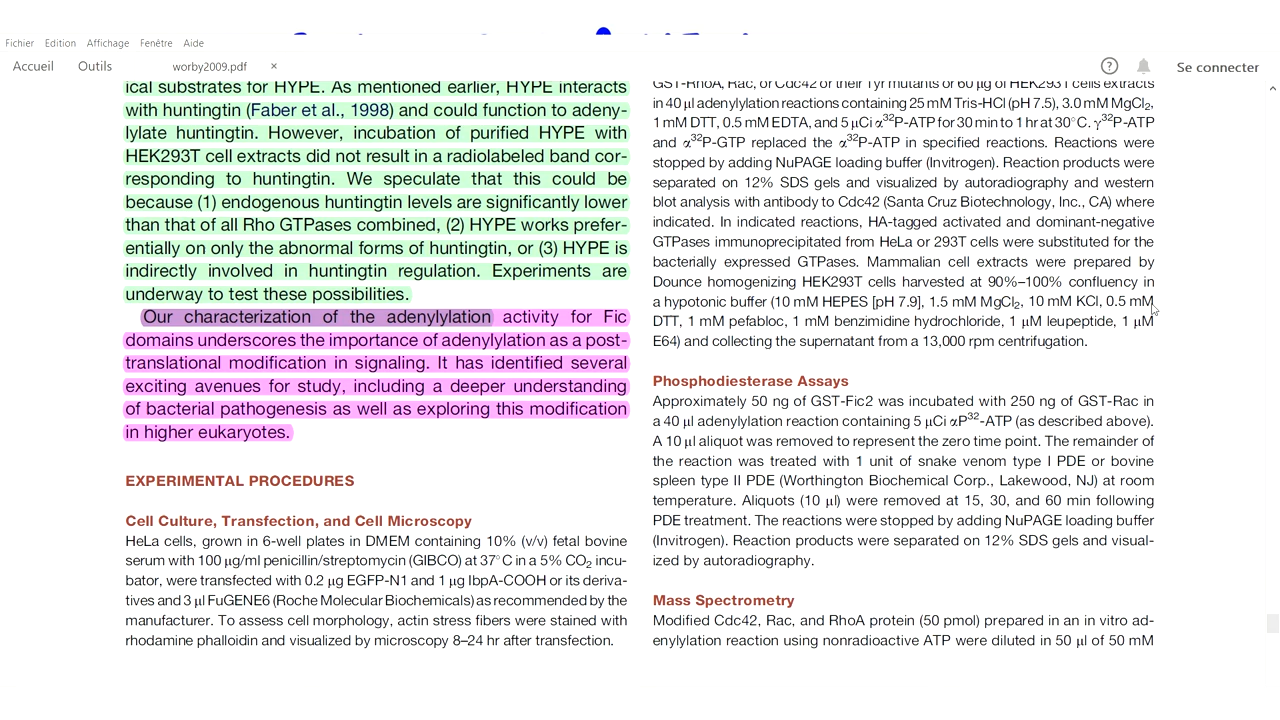 Fichier Edition Affichage Fenêtre Aide
Accueil Outils worby2009.pdf × ? Se connecter
ical substrates for HYPE. As mentioned earlier, HYPE interacts
with huntingtin (Faber et al., 1998) and could function to adeny-
lylate huntingtin. However, incubation of purified HYPE with
HEK293T cell extracts did not result in a radiolabeled band cor-
responding to huntingtin. We speculate that this could be
because (1) endogenous huntingtin levels are significantly lower
than that of all Rho GTPases combined, (2) HYPE works prefer-
entially on only the abnormal forms of huntingtin, or (3) HYPE is
indirectly involved in huntingtin regulation. Experiments are
underway to test these possibilities.
Our characterization of the adenylylation activity for Fic
domains underscores the importance of adenylylation as a post-
translational modification in signaling. It has identified several
exciting avenues for study, including a deeper understanding
of bacterial pathogenesis as well as exploring this modification
in higher eukaryotes.
EXPERIMENTAL PROCEDURES
Cell Culture, Transfection, and Cell Microscopy
HeLa cells, grown in 6-well plates in DMEM containing 10% (v/v) fetal bovine
serum with 100 μg/ml penicillin/streptomycin (GIBCO) at 37°C in a 5% CO₂ incu-
bator, were transfected with 0.2 μg EGFP-N1 and 1 μg IbpA-COOH or its deriva-
tives and 3 μl FuGENE6 (Roche Molecular Biochemicals) as recommended by the
manufacturer. To assess cell morphology, actin stress fibers were stained with
rhodamine phalloidin and visualized by microscopy 8–24 hr after transfection.
GST-RhoA, Rac, or Cdc42 or their Tyr mutants or 60 μg of HEK293T cells extracts
in 40 μl adenylylation reactions containing 25 mM Tris-HCl (pH 7.5), 3.0 mM MgCl₂,
1 mM DTT, 0.5 mM EDTA, and 5 μCi α³²P-ATP for 30 min to 1 hr at 30°C. γ³²P-ATP
and α³²P-GTP replaced the α³²P-ATP in specified reactions. Reactions were
stopped by adding NuPAGE loading buffer (Invitrogen). Reaction products were
separated on 12% SDS gels and visualized by autoradiography and western
blot analysis with antibody to Cdc42 (Santa Cruz Biotechnology, Inc., CA) where
indicated. In indicated reactions, HA-tagged activated and dominant-negative
GTPases immunoprecipitated from HeLa or 293T cells were substituted for the
bacterially expressed GTPases. Mammalian cell extracts were prepared by
Dounce homogenizing HEK293T cells harvested at 90%–100% confluency in
a hypotonic buffer (10 mM HEPES [pH 7.9], 1.5 mM MgCl₂, 10 mM KCl, 0.5 mM
DTT, 1 mM pefabloc, 1 mM benzimidine hydrochloride, 1 μM leupeptide, 1 μM
E64) and collecting the supernatant from a 13,000 rpm centrifugation.
Phosphodiesterase Assays
Approximately 50 ng of GST-Fic2 was incubated with 250 ng of GST-Rac in
a 40 μl adenylylation reaction containing 5 μCi αP³²-ATP (as described above).
A 10 μl aliquot was removed to represent the zero time point. The remainder of
the reaction was treated with 1 unit of snake venom type I PDE or bovine
spleen type II PDE (Worthington Biochemical Corp., Lakewood, NJ) at room
temperature. Aliquots (10 μl) were removed at 15, 30, and 60 min following
PDE treatment. The reactions were stopped by adding NuPAGE loading buffer
(Invitrogen). Reaction products were separated on 12% SDS gels and visual-
ized by autoradiography.
Mass Spectrometry
Modified Cdc42, Rac, and RhoA protein (50 pmol) prepared in an in vitro ad-
enylylation reaction using nonradioactive ATP were diluted in 50 μl of 50 mM